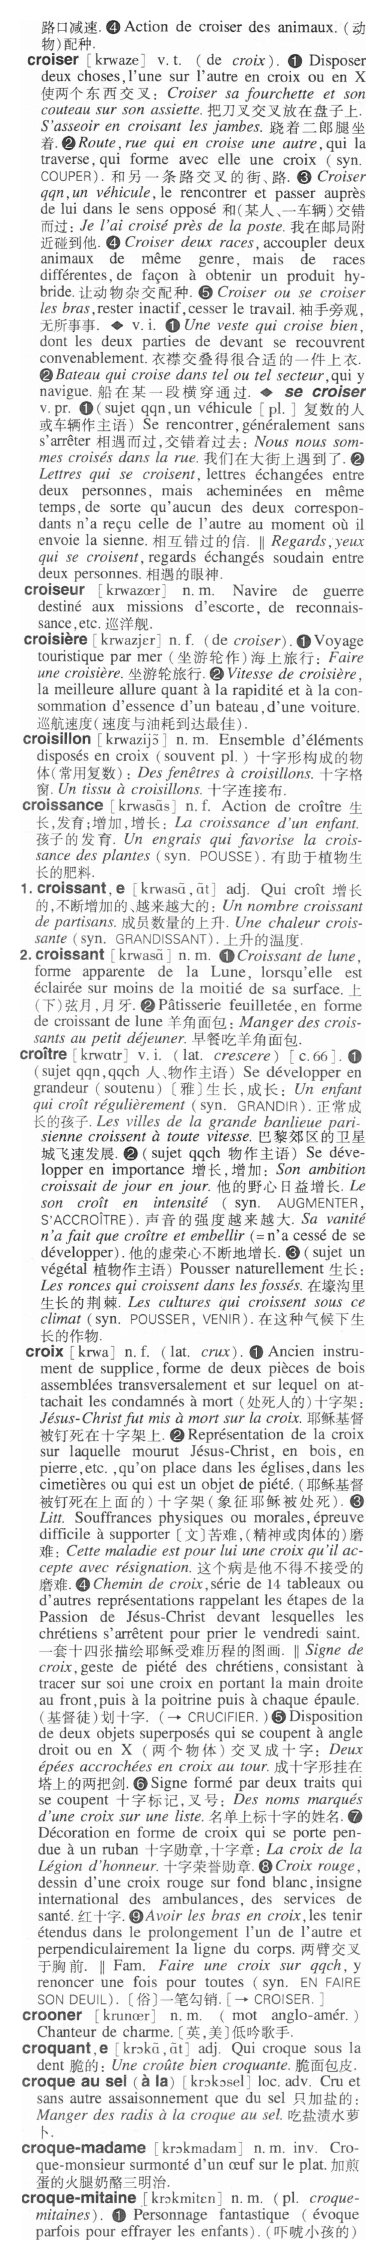 路口减速. ❹ Action de croiser des animaux. (动
物)配种.
croiser [krwaze] v. t. (de croix). ❶ Disposer
deux choses, l'une sur l'autre en croix ou en X
使两个东西交叉: Croiser sa fourchette et son
couteau sur son assiette. 把刀叉交叉放在盘子上.
S'asseoir en croisant les jambes. 跷着二郎腿坐
着. ❷ Route, rue qui en croise une autre, qui la
traverse, qui forme avec elle une croix (syn.
COUPER). 和另一条路交叉的街、路. ❸ Croiser
qqn, un véhicule, le rencontrer et passer auprès
de lui dans le sens opposé 和(某人、一车辆)交错
而过: Je l'ai croisé près de la poste. 我在邮局附
近碰到他. ❹ Croiser deux races, accoupler deux
animaux de même genre, mais de races
différentes, de façon à obtenir un produit hy-
bride. 让动物杂交配种. ❺ Croiser ou se croiser
les bras, rester inactif, cesser le travail. 袖手旁观,
无所事事. ◆ v. i. ❶ Une veste qui croise bien,
dont les deux parties de devant se recouvrent
convenablement. 衣襟交叠得很合适的一件上衣.
❷ Bateau qui croise dans tel ou tel secteur, qui y
navigue. 船在某一段横穿通过. ◆ se croiser
v. pr. ❶ (sujet qqn, un véhicule [pl.] 复数的人
或车辆作主语) Se rencontrer, généralement sans
s'arrêter 相遇而过,交错着过去: Nous nous som-
mes croisés dans la rue. 我们在大街上遇到了. ❷
Lettres qui se croisent, lettres échangées entre
deux personnes, mais acheminées en même
temps, de sorte qu'aucun des deux correspon-
dants n'a reçu celle de l'autre au moment où il
envoie la sienne. 相互错过的信. ‖ Regards, yeux
qui se croisent, regards échangés soudain entre
deux personnes. 相遇的眼神.
croiseur [krwazœr] n. m. Navire de guerre
destiné aux missions d'escorte, de reconnais-
sance, etc. 巡洋舰.
croisière [krwazjɛr] n. f. (de croiser). ❶ Voyage
touristique par mer (坐游轮作)海上旅行: Faire
une croisière. 坐游轮旅行. ❷ Vitesse de croisière,
la meilleure allure quant à la rapidité et à la con-
sommation d'essence d'un bateau, d'une voiture.
巡航速度(速度与油耗到达最佳).
croisillon [krwazijɔ̃] n. m. Ensemble d'éléments
disposés en croix (souvent pl.) 十字形构成的物
体(常用复数): Des fenêtres à croisillons. 十字格
窗. Un tissu à croisillons. 十字连接布.
croissance [krwasɑ̃s] n. f. Action de croître 生
长,发育;增加,增长: La croissance d'un enfant.
孩子的发育. Un engrais qui favorise la crois-
sance des plantes (syn. POUSSE). 有助于植物生
长的肥料.
1. croissant, e [krwasɑ̃, ɑ̃t] adj. Qui croît 增长
的,不断增加的、越来越大的: Un nombre croissant
de partisans. 成员数量的上升. Une chaleur crois-
sante (syn. GRANDISSANT). 上升的温度.
2. croissant [krwasɑ̃] n. m. ❶ Croissant de lune,
forme apparente de la Lune, lorsqu'elle est
éclairée sur moins de la moitié de sa surface. 上
(下)弦月,月牙. ❷ Pâtisserie feuilletée, en forme
de croissant de lune 羊角面包: Manger des crois-
sants au petit déjeuner. 早餐吃羊角面包.
croître [krwɑtr] v. i. (lat. crescere) [c. 66]. ❶
(sujet qqn, qqch 人、物作主语) Se développer en
grandeur (soutenu) 〔雅〕生长,成长: Un enfant
qui croît régulièrement (syn. GRANDIR). 正常成
长的孩子. Les villes de la grande banlieue pari-
sienne croissent à toute vitesse. 巴黎郊区的卫星
城飞速发展. ❷ (sujet qqch 物作主语) Se déve-
lopper en importance 增长,增加: Son ambition
croissait de jour en jour. 他的野心日益增长. Le
son croît en intensité (syn. AUGMENTER,
S'ACCROÎTRE). 声音的强度越来越大. Sa vanité
n'a fait que croître et embellir (= n'a cessé de se
développer). 他的虚荣心不断地增长. ❸ (sujet un
végétal 植物作主语) Pousser naturellement 生长:
Les ronces qui croissent dans les fossés. 在壕沟里
生长的荆棘. Les cultures qui croissent sous ce
climat (syn. POUSSER, VENIR). 在这种气候下生
长的作物.
croix [krwa] n. f. (lat. crux). ❶ Ancien instru-
ment de supplice, forme de deux pièces de bois
assemblées transversalement et sur lequel on at-
tachait les condamnés à mort (处死人的)十字架:
Jésus-Christ fut mis à mort sur la croix. 耶稣基督
被钉死在十字架上. ❷ Représentation de la croix
sur laquelle mourut Jésus-Christ, en bois, en
pierre, etc., qu'on place dans les églises, dans les
cimetières ou qui est un objet de piété. (耶稣基督
被钉死在上面的)十字架(象征耶稣被处死). ❸
Litt. Souffrances physiques ou morales, épreuve
difficile à supporter 〔文〕苦难,(精神或肉体的)磨
难: Cette maladie est pour lui une croix qu'il ac-
cepte avec résignation. 这个病是他不得不接受的
磨难. ❹ Chemin de croix, série de 14 tableaux ou
d'autres représentations rappelant les étapes de la
Passion de Jésus-Christ devant lesquelles les
chrétiens s'arrêtent pour prier le vendredi saint.
一套十四张描绘耶稣受难历程的图画. ‖ Signe de
croix, geste de piété des chrétiens, consistant à
tracer sur soi une croix en portant la main droite
au front, puis à la poitrine puis à chaque épaule.
(基督徒)划十字. (→ CRUCIFIER.) ❺ Disposition
de deux objets superposés qui se coupent à angle
droit ou en X (两个物体)交叉成十字: Deux
épées accrochées en croix au tour. 成十字形挂在
塔上的两把剑. ❻ Signe formé par deux traits qui
se coupent 十字标记,叉号: Des noms marqués
d'une croix sur une liste. 名单上标十字的姓名. ❼
Décoration en forme de croix qui se porte pen-
due à un ruban 十字勋章,十字章: La croix de la
Légion d'honneur. 十字荣誉勋章. ❽ Croix rouge,
dessin d'une croix rouge sur fond blanc, insigne
international des ambulances, des services de
santé. 红十字. ❾ Avoir les bras en croix, les tenir
étendus dans le prolongement l'un de l'autre et
perpendiculairement la ligne du corps. 两臂交叉
于胸前. ‖ Fam. Faire une croix sur qqch, y
renoncer une fois pour toutes (syn. EN FAIRE
SON DEUIL). 〔俗〕一笔勾销. [→ CROISER.]
crooner [krunœr] n. m. (mot anglo-amér.)
Chanteur de charme. 〔英,美〕低吟歌手.
croquant, e [krɔkɑ̃, ɑ̃t] adj. Qui croque sous la
dent 脆的: Une croûte bien croquante. 脆面包皮.
croque au sel (à la) [krɔkosɛl] loc. adv. Cru et
sans autre assaisonnement que du sel 只加盐的:
Manger des radis à la croque au sel. 吃盐渍水萝
卜.
croque-madame [krɔkmadam] n. m. inv. Cro-
que-monsieur surmonté d'un œuf sur le plat. 加煎
蛋的火腿奶酪三明治.
croque-mitaine [krɔkmitɛn] n. m. (pl. croque-
mitaines). ❶ Personnage fantastique (évoque
parfois pour effrayer les enfants). (吓唬小孩的)